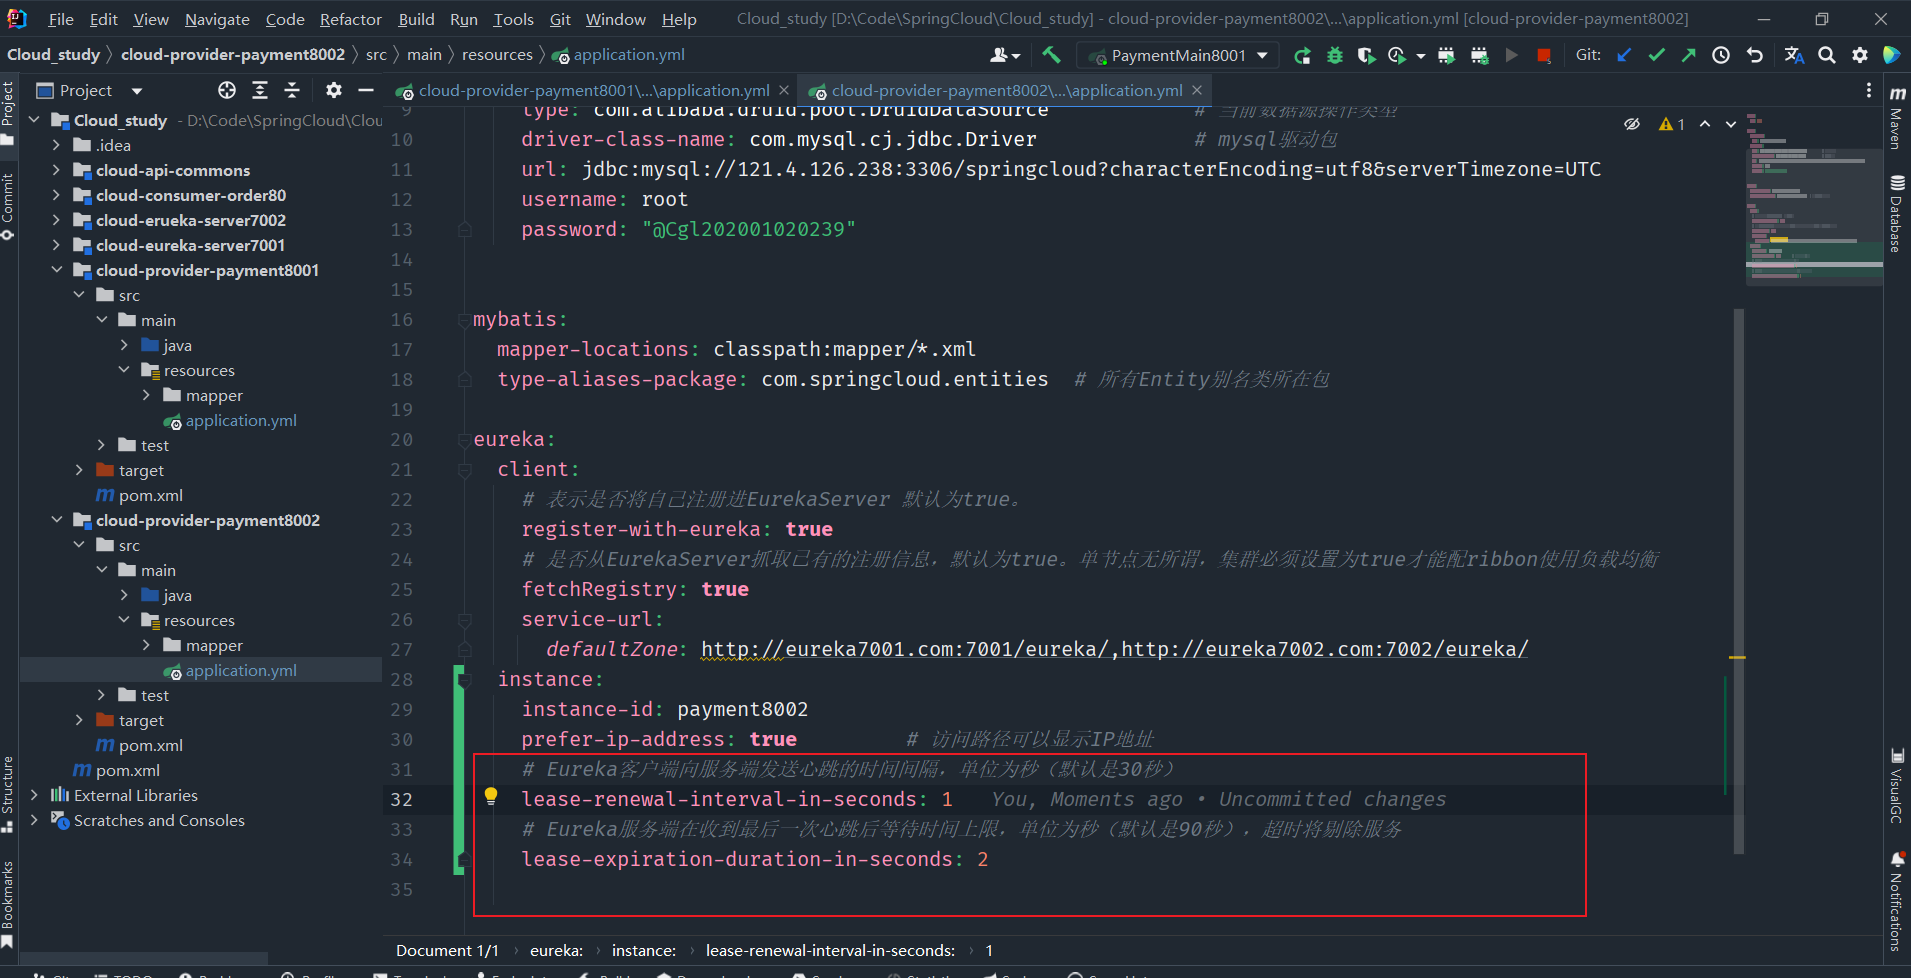 File Edit View Navigate Code Refactor Build Run Tools Git Window Help Cloud_study [D:\Code\SpringCloud\Cloud_study] - cloud-provider-payment8002\...\application.yml [cloud-provider-payment8002]
Cloud_study cloud-provider-payment8002 src main resources application.yml PaymentMain8001 Git:
Project
cloud-provider-payment8001\...\application.yml cloud-provider-payment8002\...\application.yml
Cloud_study - D:\Code\SpringCloud\Clou
.idea
cloud-api-commons
cloud-consumer-order80
cloud-erueka-server7002
cloud-eureka-server7001
cloud-provider-payment8001
src
main
java
resources
mapper
application.yml
test
target
pom.xml
cloud-provider-payment8002
src
main
java
resources
mapper
application.yml
test
target
pom.xml
pom.xml
External Libraries
Scratches and Consoles
Project
Commit
Structure
Bookmarks
9 type: com.alibaba.druid.pool.DruidDataSource # 当前数据源操作类型
10 driver-class-name: com.mysql.cj.jdbc.Driver # mysql驱动包
11 url: jdbc:mysql://121.4.126.238:3306/springcloud?characterEncoding=utf8&serverTimezone=UTC
12 username: root
13 password: "@Cgl202001020239"
14
15
16 mybatis:
17 mapper-locations: classpath:mapper/*.xml
18 type-aliases-package: com.springcloud.entities # 所有Entity别名类所在包
19
20 eureka:
21 client:
22 # 表示是否将自己注册进EurekaServer 默认为true。
23 register-with-eureka: true
24 # 是否从EurekaServer抓取已有的注册信息，默认为true。单节点无所谓，集群必须设置为true才能配ribbon使用负载均衡
25 fetchRegistry: true
26 service-url:
27 defaultZone: http://eureka7001.com:7001/eureka/,http://eureka7002.com:7002/eureka/
28 instance:
29 instance-id: payment8002
30 prefer-ip-address: true # 访问路径可以显示IP地址
31 # Eureka客户端向服务端发送心跳的时间间隔，单位为秒（默认是30秒）
32 lease-renewal-interval-in-seconds: 1 You, Moments ago • Uncommitted changes
33 # Eureka服务端在收到最后一次心跳后等待时间上限，单位为秒（默认是90秒），超时将剔除服务
34 lease-expiration-duration-in-seconds: 2
35
1
Maven
Database
VisualGC
Notifications
Document 1/1 eureka: instance: lease-renewal-interval-in-seconds: 1